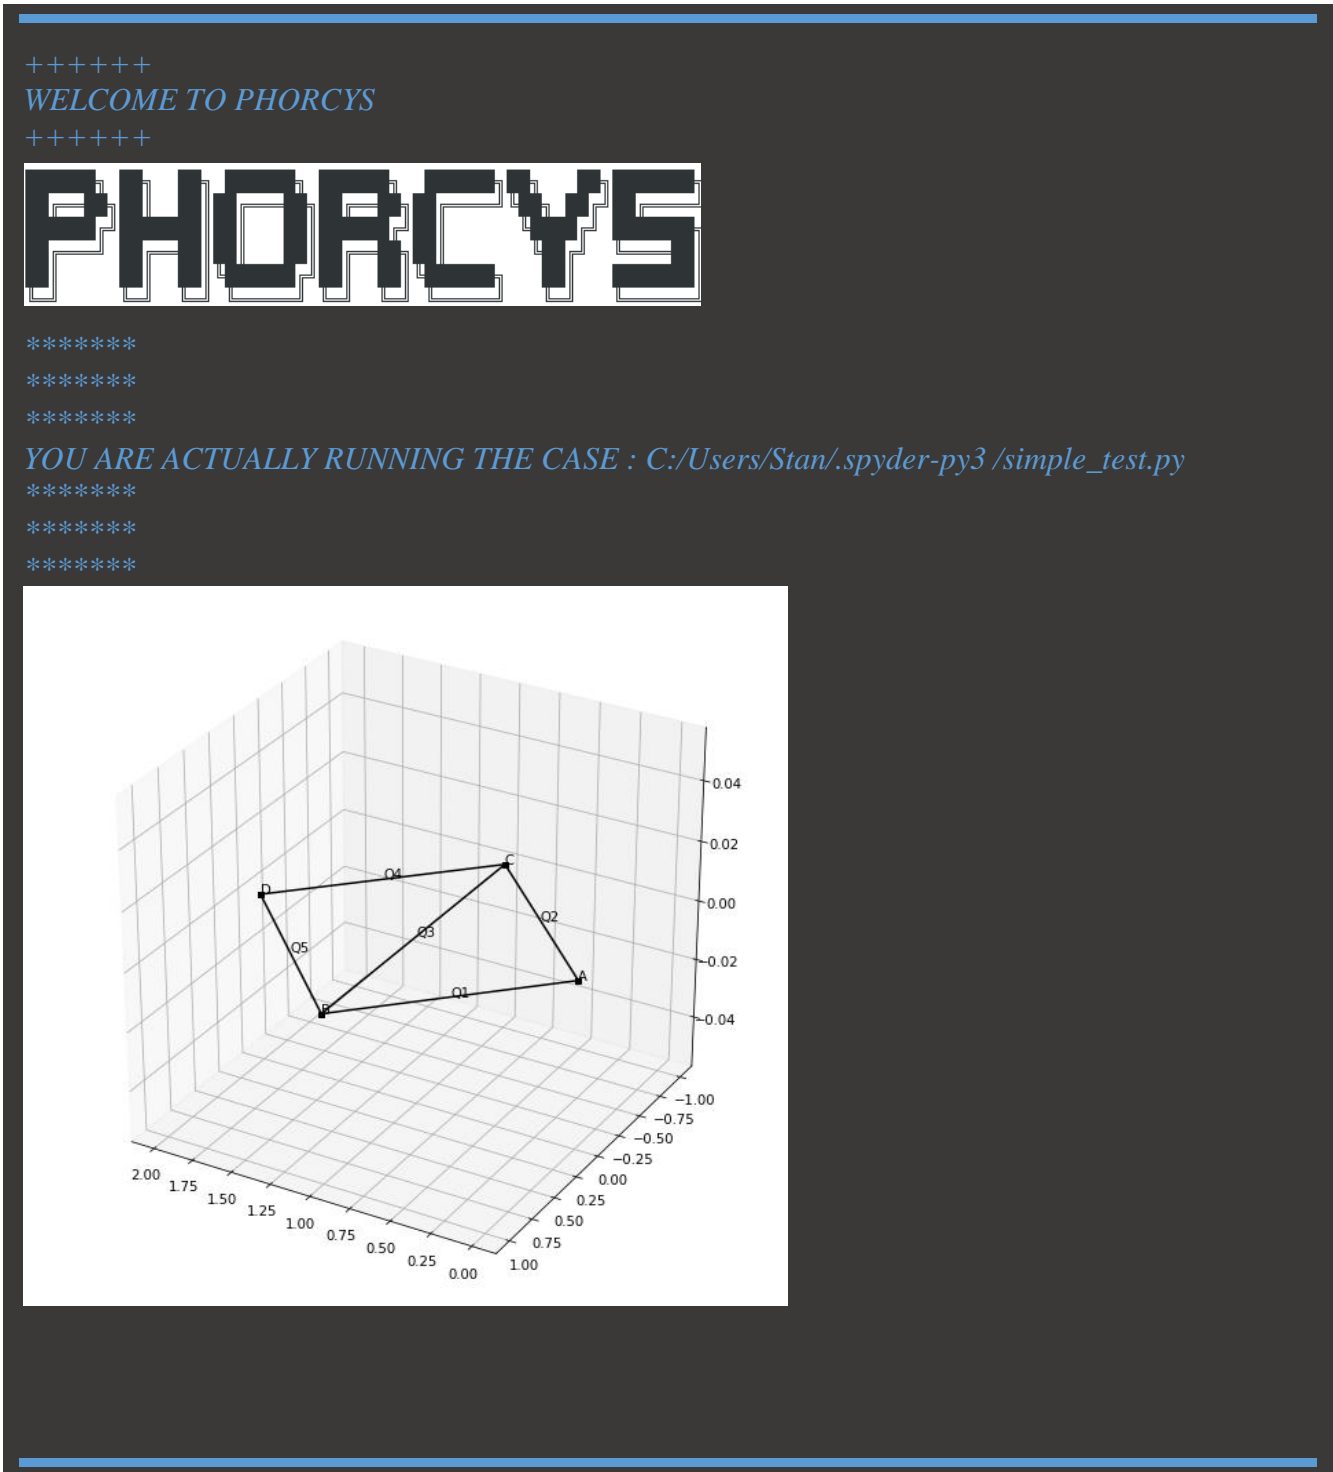 ++++++
WELCOME TO PHORCYS
++++++
PHORCYS
*******
*******
*******
YOU ARE ACTUALLY RUNNING THE CASE : C:/Users/Stan/.spyder-py3 /simple_test.py
*******
*******
*******
0.04
0.02
C
Q4
D
0.00
Q2
Q3
Q5
−0.02
A
Q1
B
−0.04
−1.00
−0.75
−0.50
−0.25
0.00
0.25
0.50
0.75
1.00
2.00
1.75
1.50
1.25
1.00
0.75
0.50
0.25
0.00